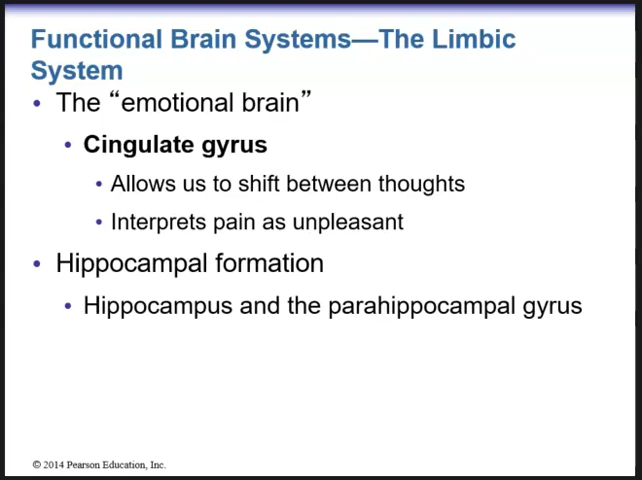 Functional Brain Systems—The Limbic
System
• The “emotional brain”
• Cingulate gyrus
• Allows us to shift between thoughts
• Interprets pain as unpleasant
• Hippocampal formation
• Hippocampus and the parahippocampal gyrus
© 2014 Pearson Education, Inc.